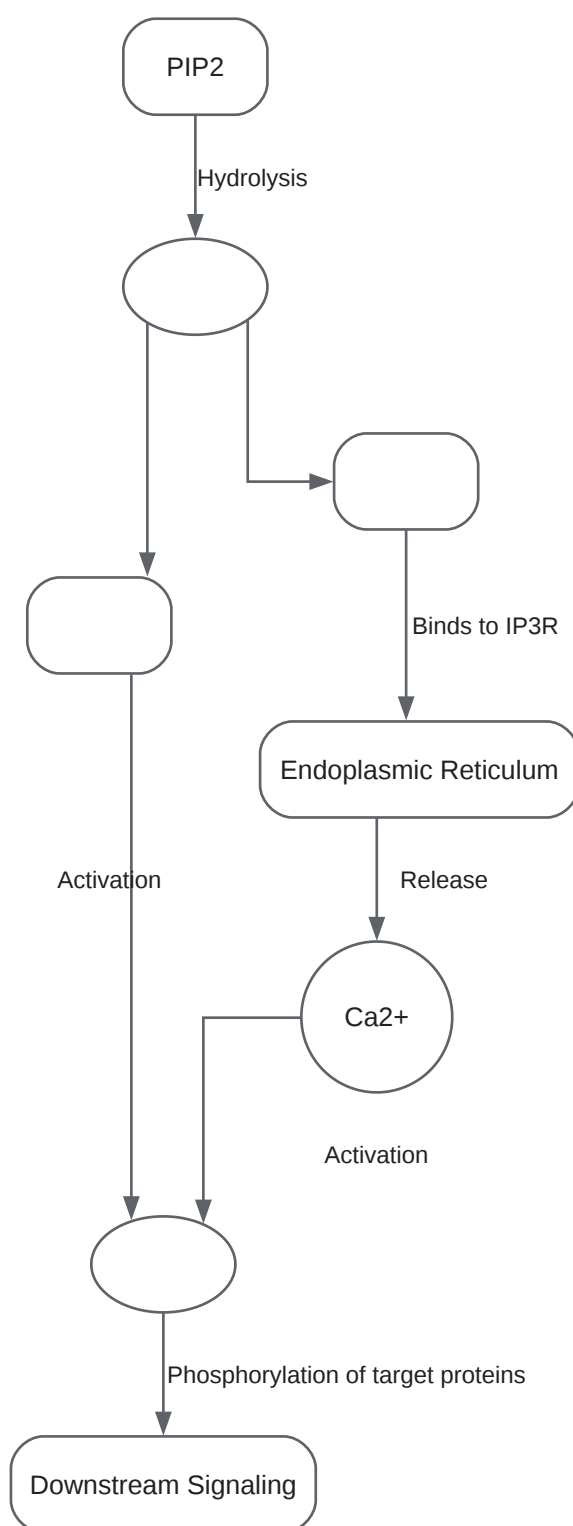 PIP2
Hydrolysis
Binds to IP3R
Endoplasmic Reticulum
Activation
Release
Ca2+
Activation
Phosphorylation of target proteins
Downstream Signaling